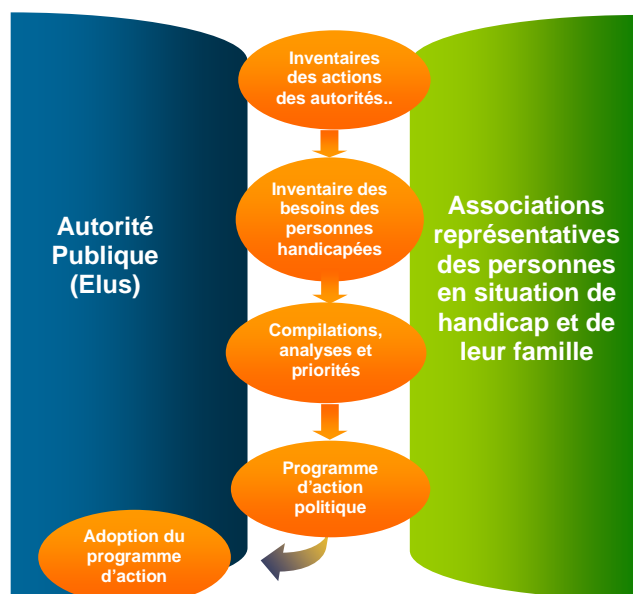 Inventaires
des actions
des autorités..
Inventaire des
besoins des
personnes
handicapées
Autorité
Publique
(Elus)
Associations
représentatives
des personnes
en situation de
handicap et de
leur famille
Compilations,
analyses et
priorités
Programme
d'action
politique
Adoption du
programme
d'action